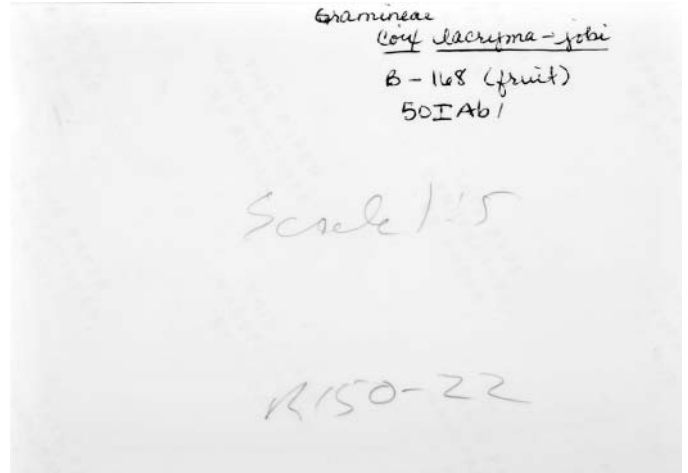 Gramineae
Coix lacryma-jobi
B-168 (fruit)
50IAb1
Scale 1:5
R150-22